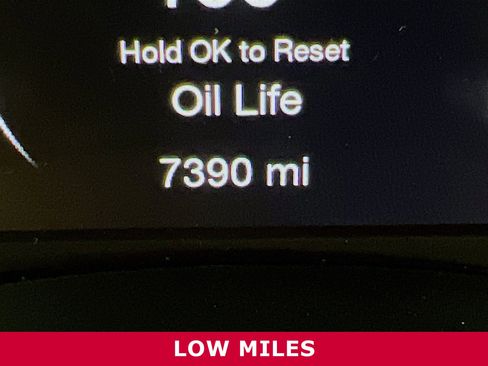 Hold OK to Reset
Oil Life
7390 mi
LOW MILES